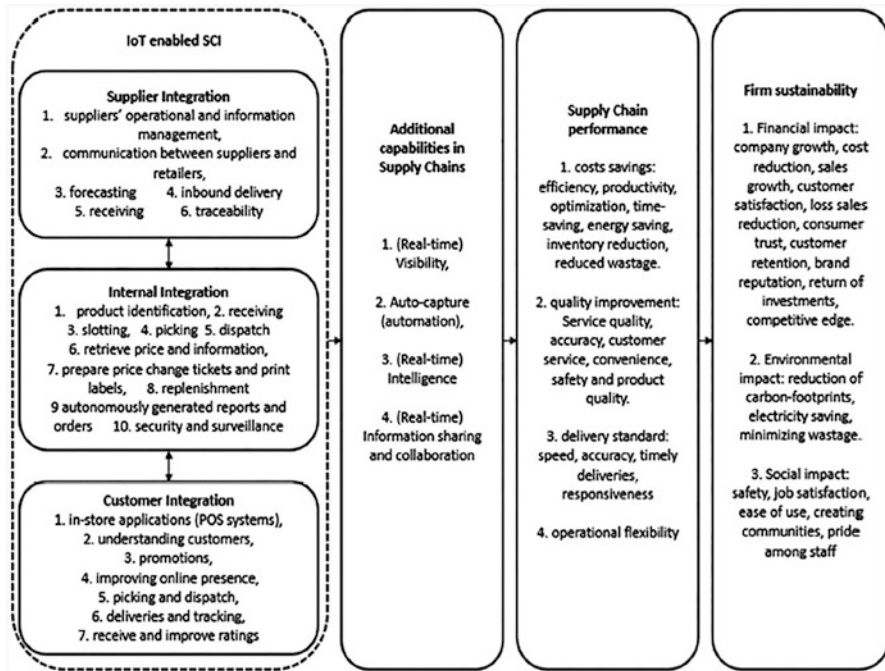 IoT enabled SCI
Supplier Integration
1. suppliers' operational and information
management,
2. communication between suppliers and
retailers,
3. forecasting 4. inbound delivery
5. receiving 6. traceability
Internal Integration
1. product identification, 2. receiving
3. slotting, 4. picking 5. dispatch
6. retrieve price and information,
7. prepare price change tickets and print
labels, 8. replenishment
9 autonomously generated reports and
orders 10. security and surveillance
Customer Integration
1. in-store applications (POS systems),
2. understanding customers,
3. promotions,
4. improving online presence,
5. picking and dispatch,
6. deliveries and tracking,
7. receive and improve ratings
Additional
capabilities in
Supply Chains
1. (Real-time)
Visibility,
2. Auto-capture
(automation),
3. (Real-time)
Intelligence
4. (Real-time)
Information sharing
and collaboration
Supply Chain
performance
1. costs savings:
efficiency, productivity,
optimization, time-
saving, energy saving,
inventory reduction,
reduced wastage.
2. quality improvement:
Service quality,
accuracy, customer
service, convenience,
safety and product
quality.
3. delivery standard:
speed, accuracy, timely
deliveries,
responsiveness
4. operational flexibility
Firm sustainability
1. Financial impact:
company growth, cost
reduction, sales
growth, customer
satisfaction, loss sales
reduction, consumer
trust, customer
retention, brand
reputation, return of
investments,
competitive edge.
2. Environmental
impact: reduction of
carbon-footprints,
electricity saving,
minimizing wastage.
3. Social impact:
safety, job satisfaction,
ease of use, creating
communities, pride
among staff